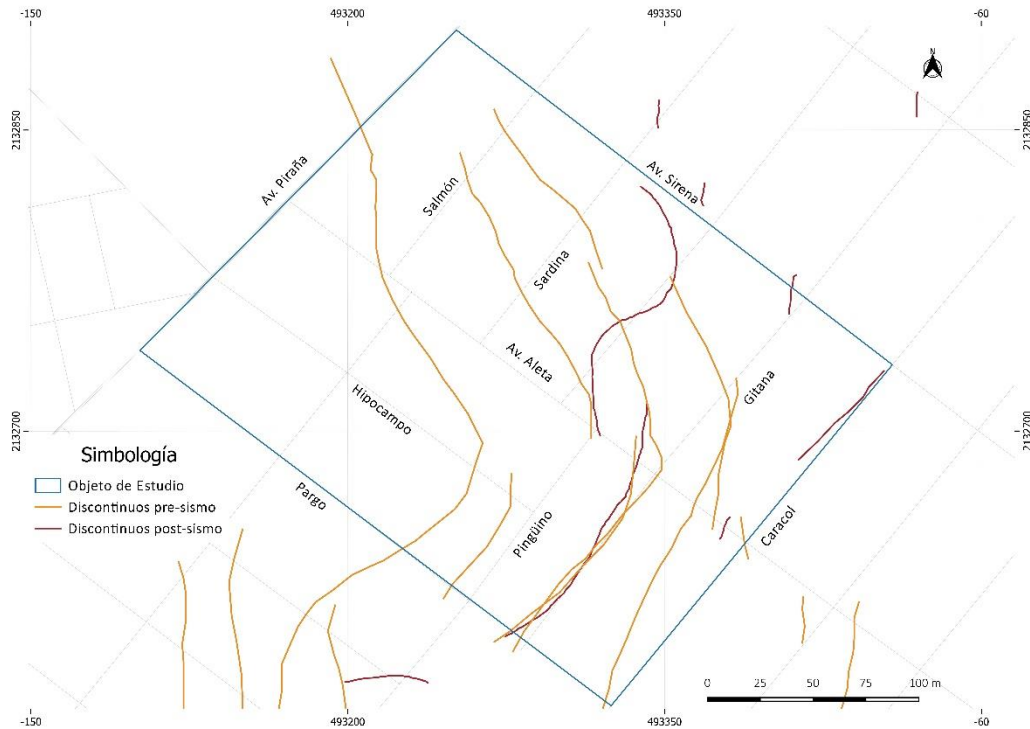 -150
493200
493350
-60
N
2132850
2132850
Av. Piraña
Salmón
Av. Sirena
Sardina
Av. Aleta
Gitana
Hipocampo
2132700
2132700
Simbología
Objeto de Estudio
Discontinuos pre-sismo
Discontinuos post-sismo
Pargo
Pingüino
Caracol
0 25 50 75 100 m
-150
493200
493350
-60